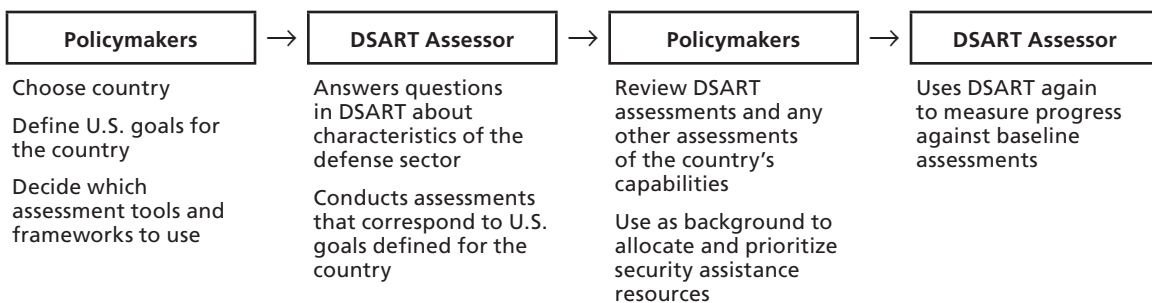 Policymakers
→
DSART Assessor
→
Policymakers
→
DSART Assessor
Choose country
Define U.S. goals for
the country
Decide which
assessment tools and
frameworks to use
Answers questions
in DSART about
characteristics of the
defense sector
Conducts assessments
that correspond to U.S.
goals defined for the
country
Review DSART
assessments and any
other assessments
of the country's
capabilities
Use as background to
allocate and prioritize
security assistance
resources
Uses DSART again
to measure progress
against baseline
assessments